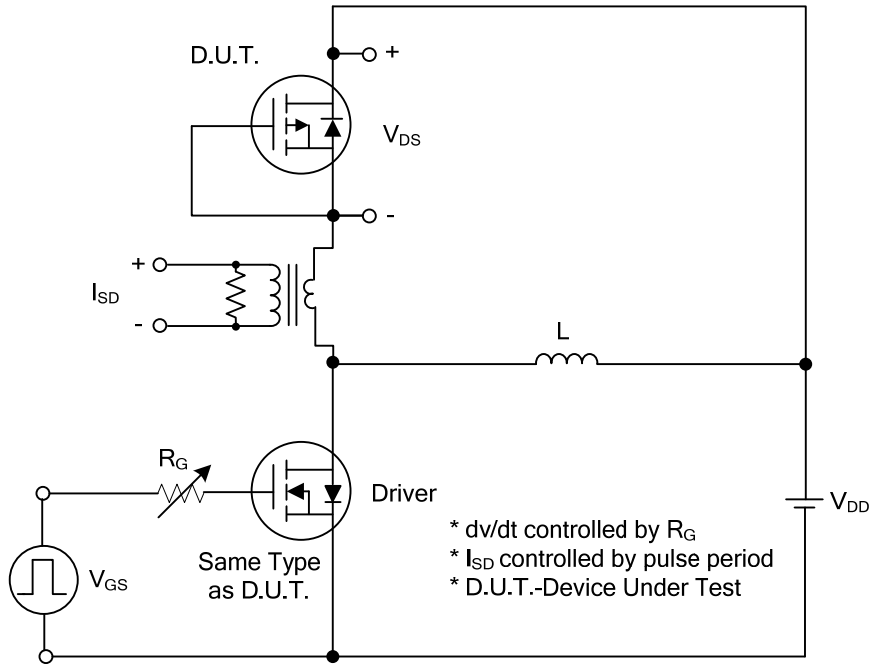 D.U.T.
+
VDS
-
+
ISD
-
L
RG
Driver
VDD
VGS
Same Type
as D.U.T.
* dv/dt controlled by RG
* ISD controlled by pulse period
* D.U.T.-Device Under Test